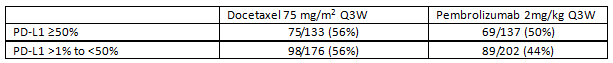 Docetaxel 75 mg/m² Q3W Pembrolizumab 2mg/kg Q3W
PD-L1 ≥50% 75/133 (56%) 69/137 (50%)
PD-L1 >1% to <50% 98/176 (56%) 89/202 (44%)